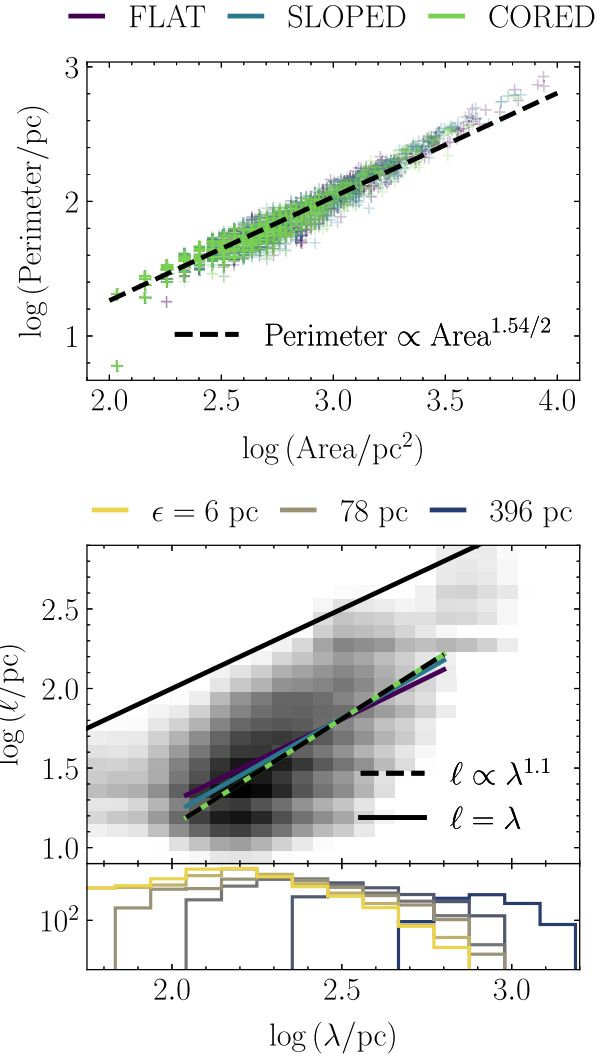 FLAT SLOPED CORED
3
2
1
log (Perimeter/pc)
Perimeter ∝ Area^{1.54/2}
2.0 2.5 3.0 3.5 4.0
log (Area/pc²)
ϵ = 6 pc 78 pc 396 pc
2.5
2.0
1.5
1.0
log (ℓ/pc)
ℓ ∝ λ^{1.1}
ℓ = λ
10²
2.0 2.5 3.0
log (λ/pc)